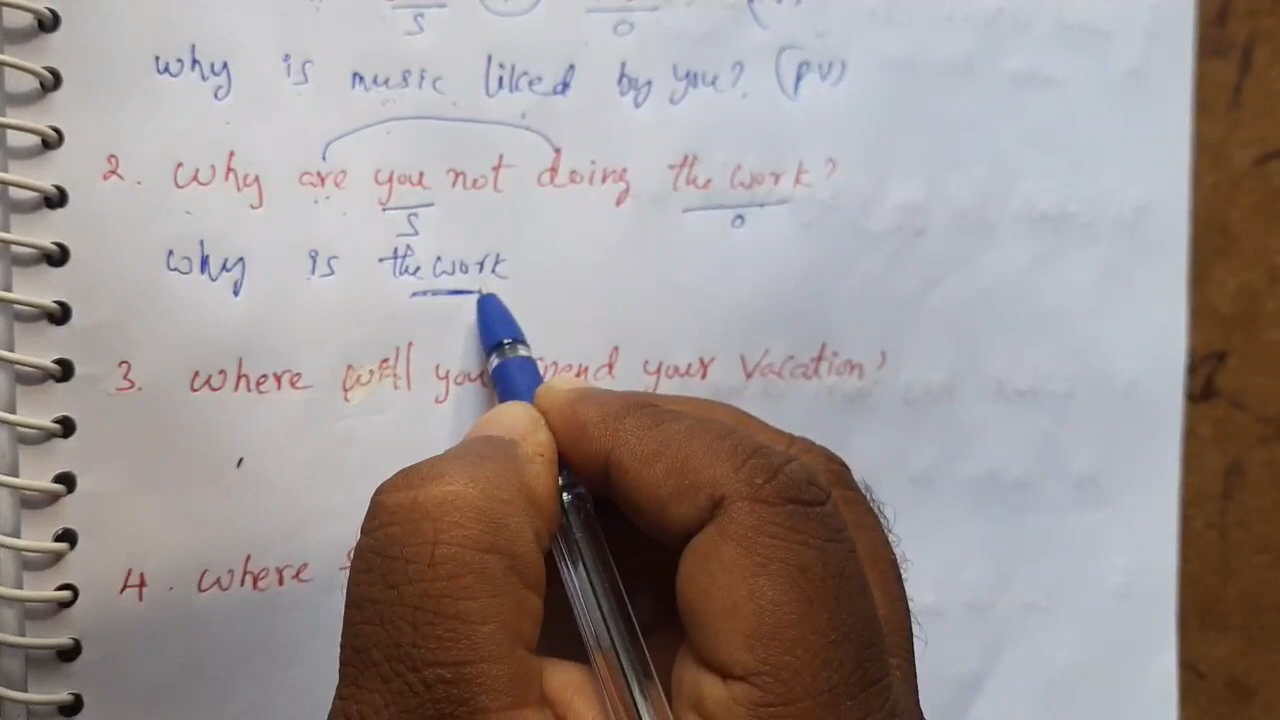 S O
why is music liked by you? (pv)
2. why are you not doing the work?
S O
why is the work
3. where will you your vacation?
4. where